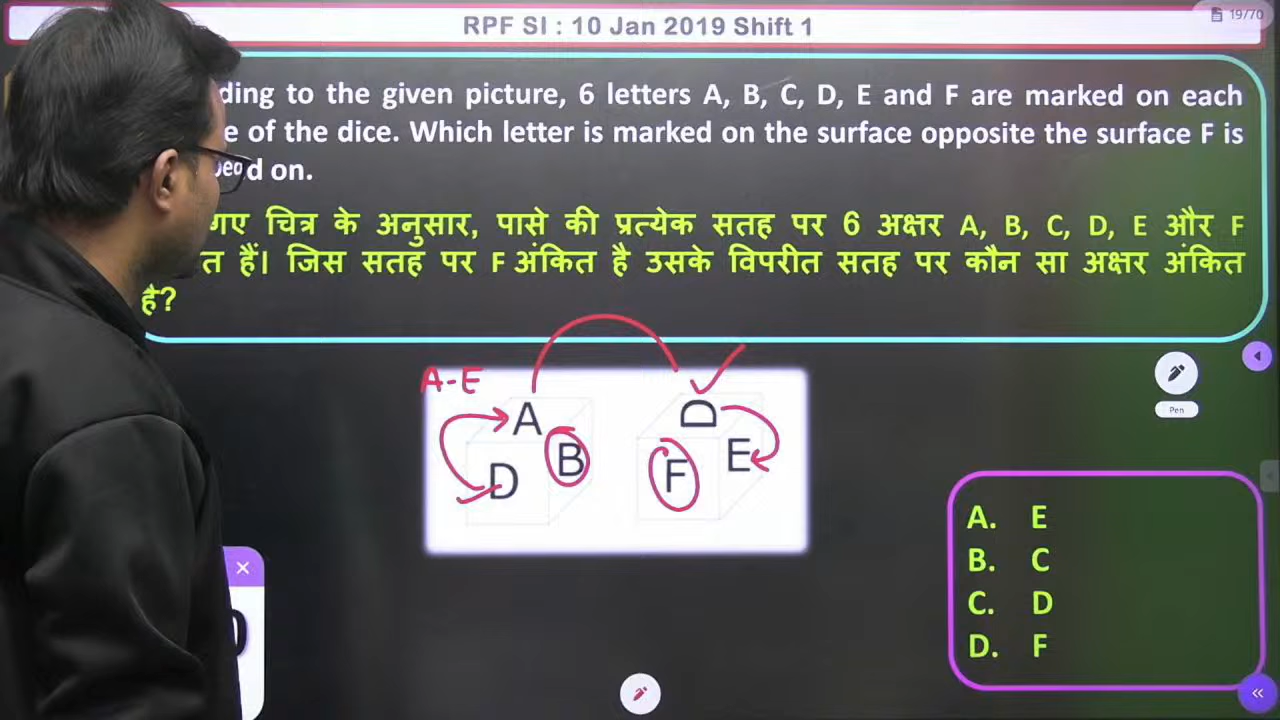 19/70
RPF SI : 10 Jan 2019 Shift 1
ding to the given picture, 6 letters A, B, C, D, E and F are marked on each
e of the dice. Which letter is marked on the surface opposite the surface F is
d on.
गए चित्र के अनुसार, पासे की प्रत्येक सतह पर 6 अक्षर A, B, C, D, E और F
त हैं। जिस सतह पर F अंकित है उसके विपरीत सतह पर कौन सा अक्षर अंकित
है?
A-E
A
B
D
D
F
E
Pen
A. E
B. C
C. D
D. F